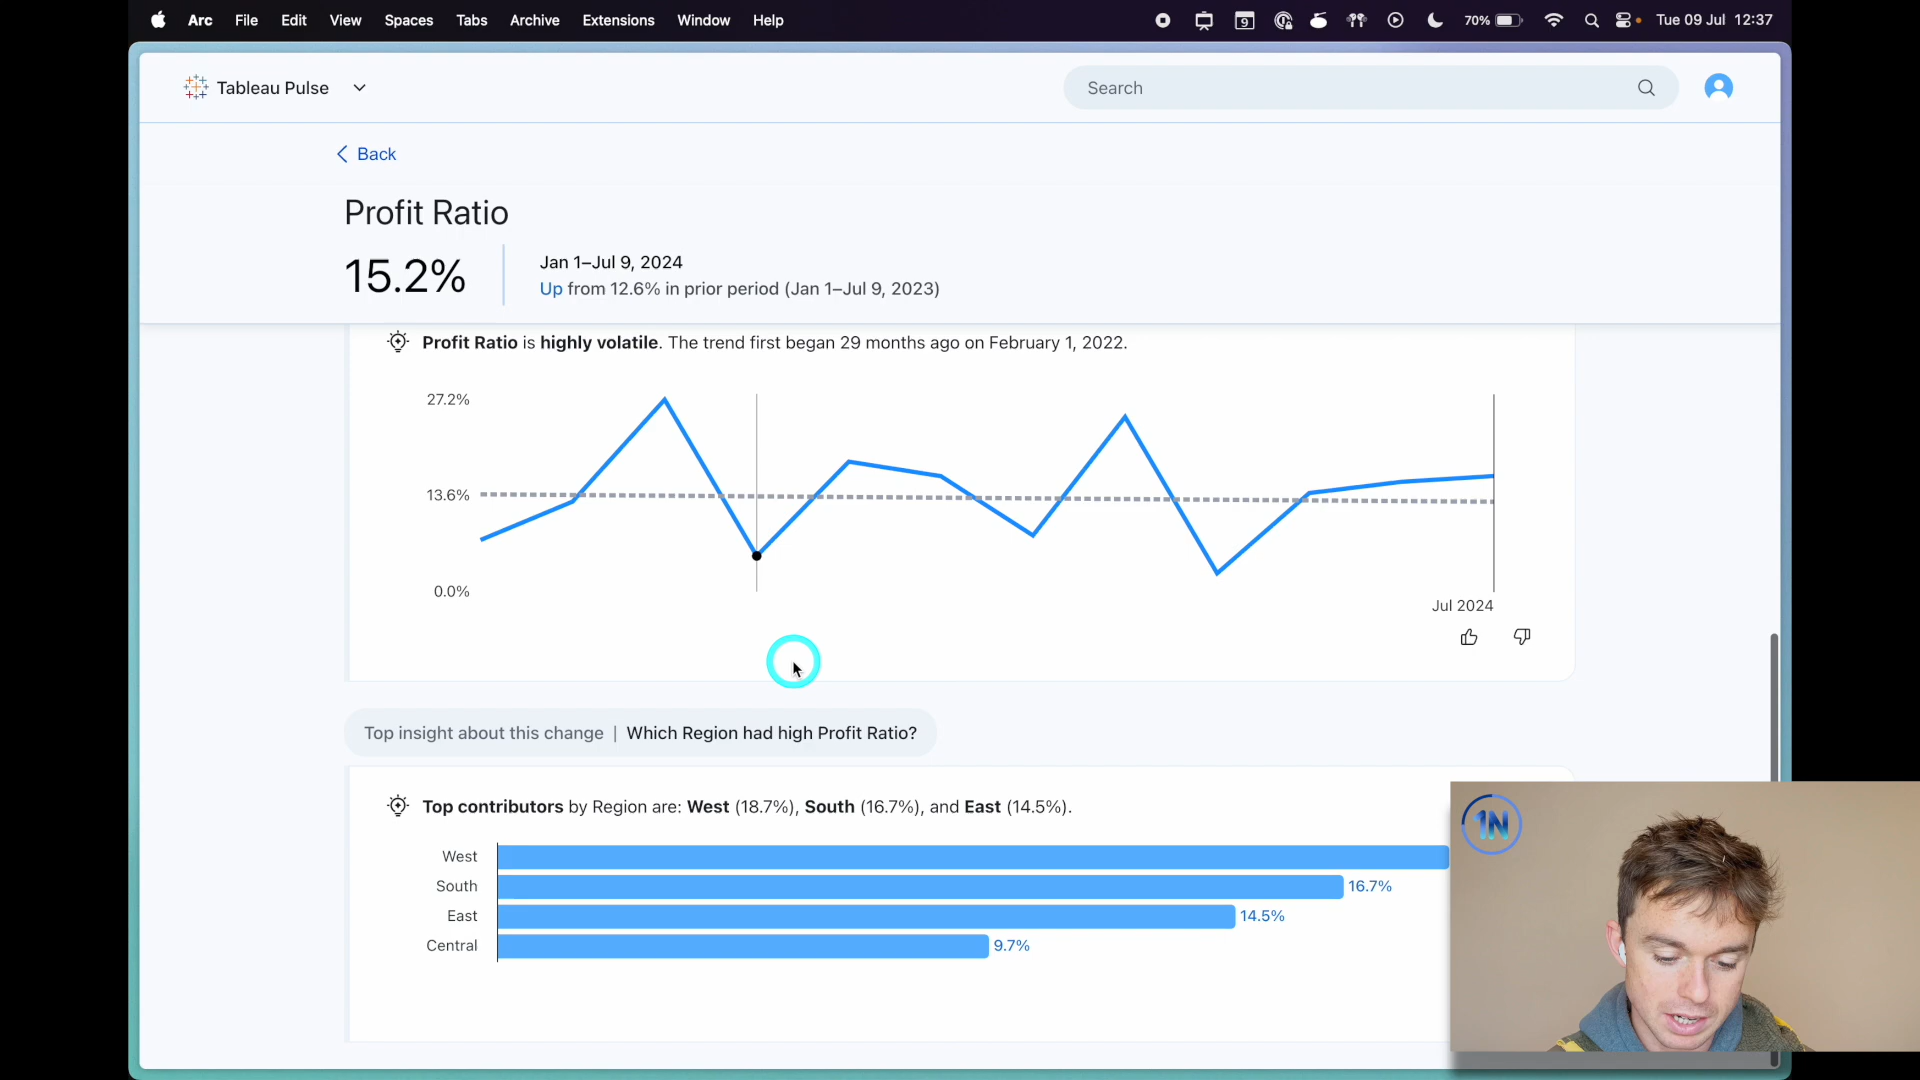 Arc File Edit View Spaces Tabs Archive Extensions Window Help 9 70% Tue 09 Jul 12:37
Tableau Pulse
Search
Back
Profit Ratio
15.2%
Jan 1–Jul 9, 2024
Up from 12.6% in prior period (Jan 1–Jul 9, 2023)
Profit Ratio is highly volatile. The trend first began 29 months ago on February 1, 2022.
27.2%
13.6%
0.0%
Jul 2024
Top insight about this change | Which Region had high Profit Ratio?
Top contributors by Region are: West (18.7%), South (16.7%), and East (14.5%).
West
South 16.7%
East 14.5%
Central 9.7%
1N